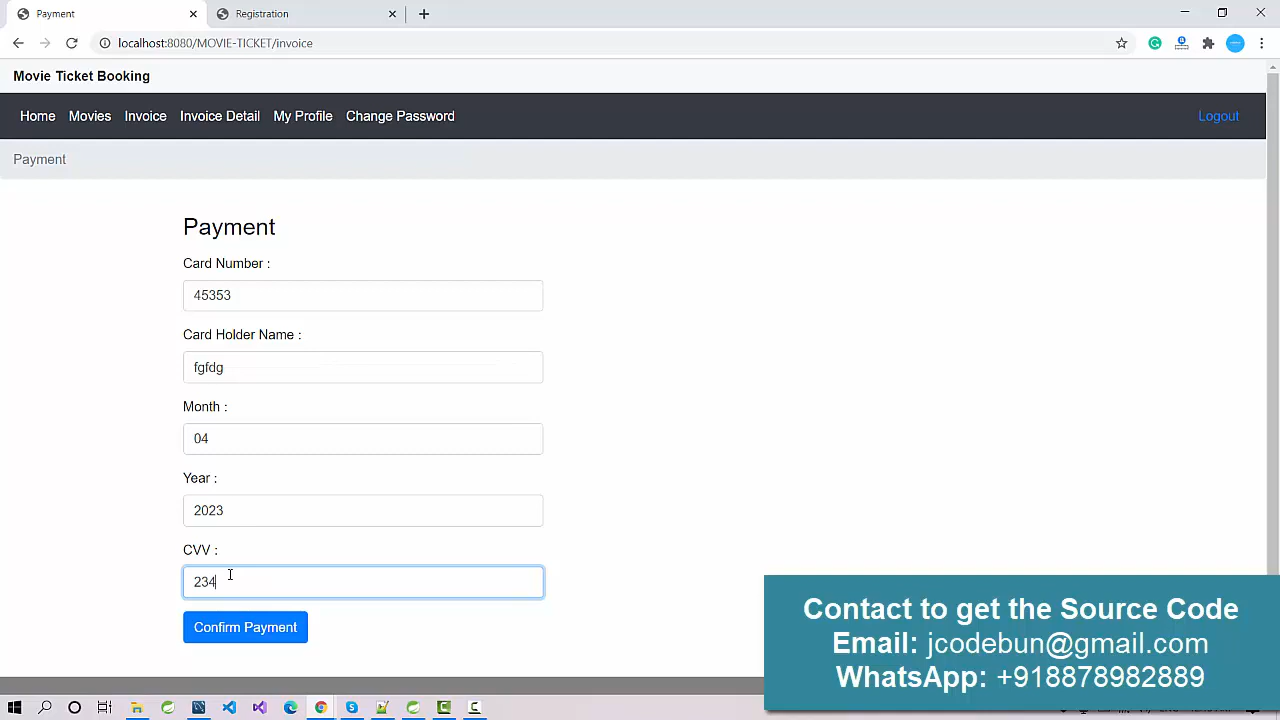 Payment
Registration
localhost:8080/MOVIE-TICKET/invoice
Movie Ticket Booking
Home Movies Invoice Invoice Detail My Profile Change Password Logout
Payment
Payment
Card Number :
45353
Card Holder Name :
fgfdg
Month :
04
Year :
2023
CVV :
234
Confirm Payment
Contact to get the Source Code
Email: jcodebun@gmail.com
WhatsApp: +918878982889